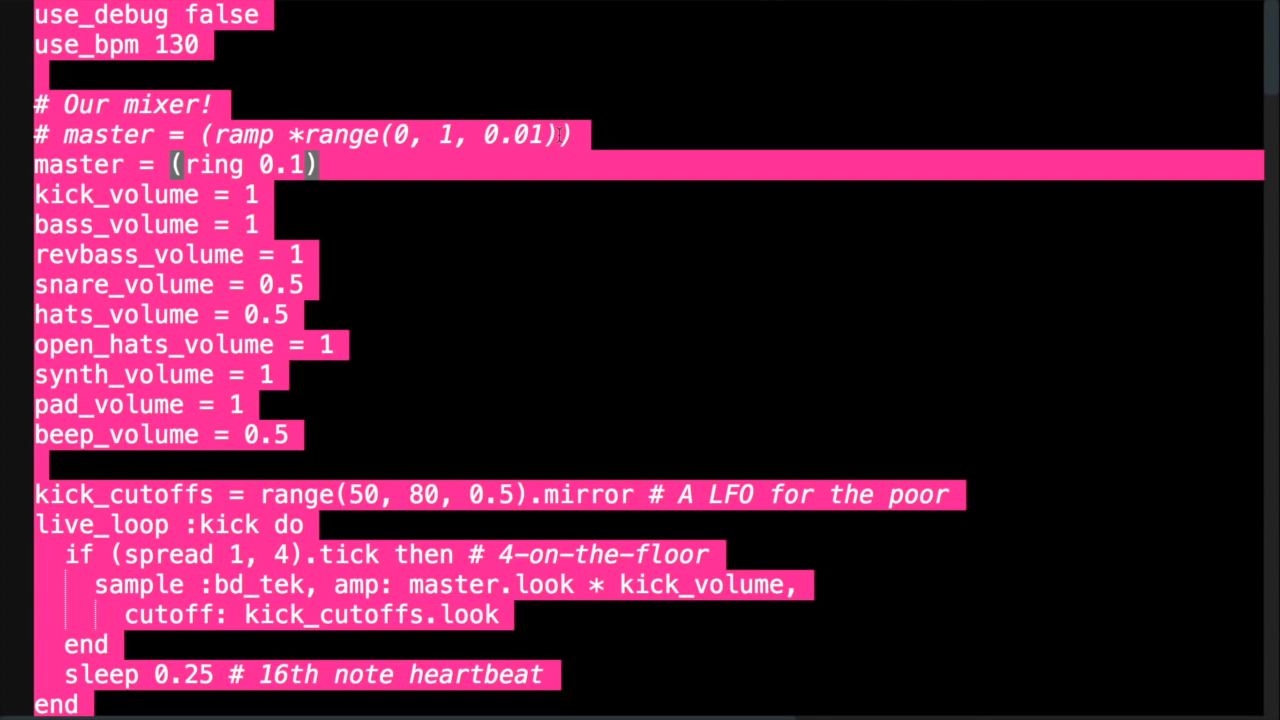 use_debug false
use_bpm 130
# Our mixer!
# master = (ramp *range(0, 1, 0.01))
master = (ring 0.1)
kick_volume = 1
bass_volume = 1
revbass_volume = 1
snare_volume = 0.5
hats_volume = 0.5
open_hats_volume = 1
synth_volume = 1
pad_volume = 1
beep_volume = 0.5
kick_cutoffs = range(50, 80, 0.5).mirror # A LFO for the poor
live_loop :kick do
  if (spread 1, 4).tick then # 4-on-the-floor
    sample :bd_tek, amp: master.look * kick_volume,
      cutoff: kick_cutoffs.look
  end
  sleep 0.25 # 16th note heartbeat
end